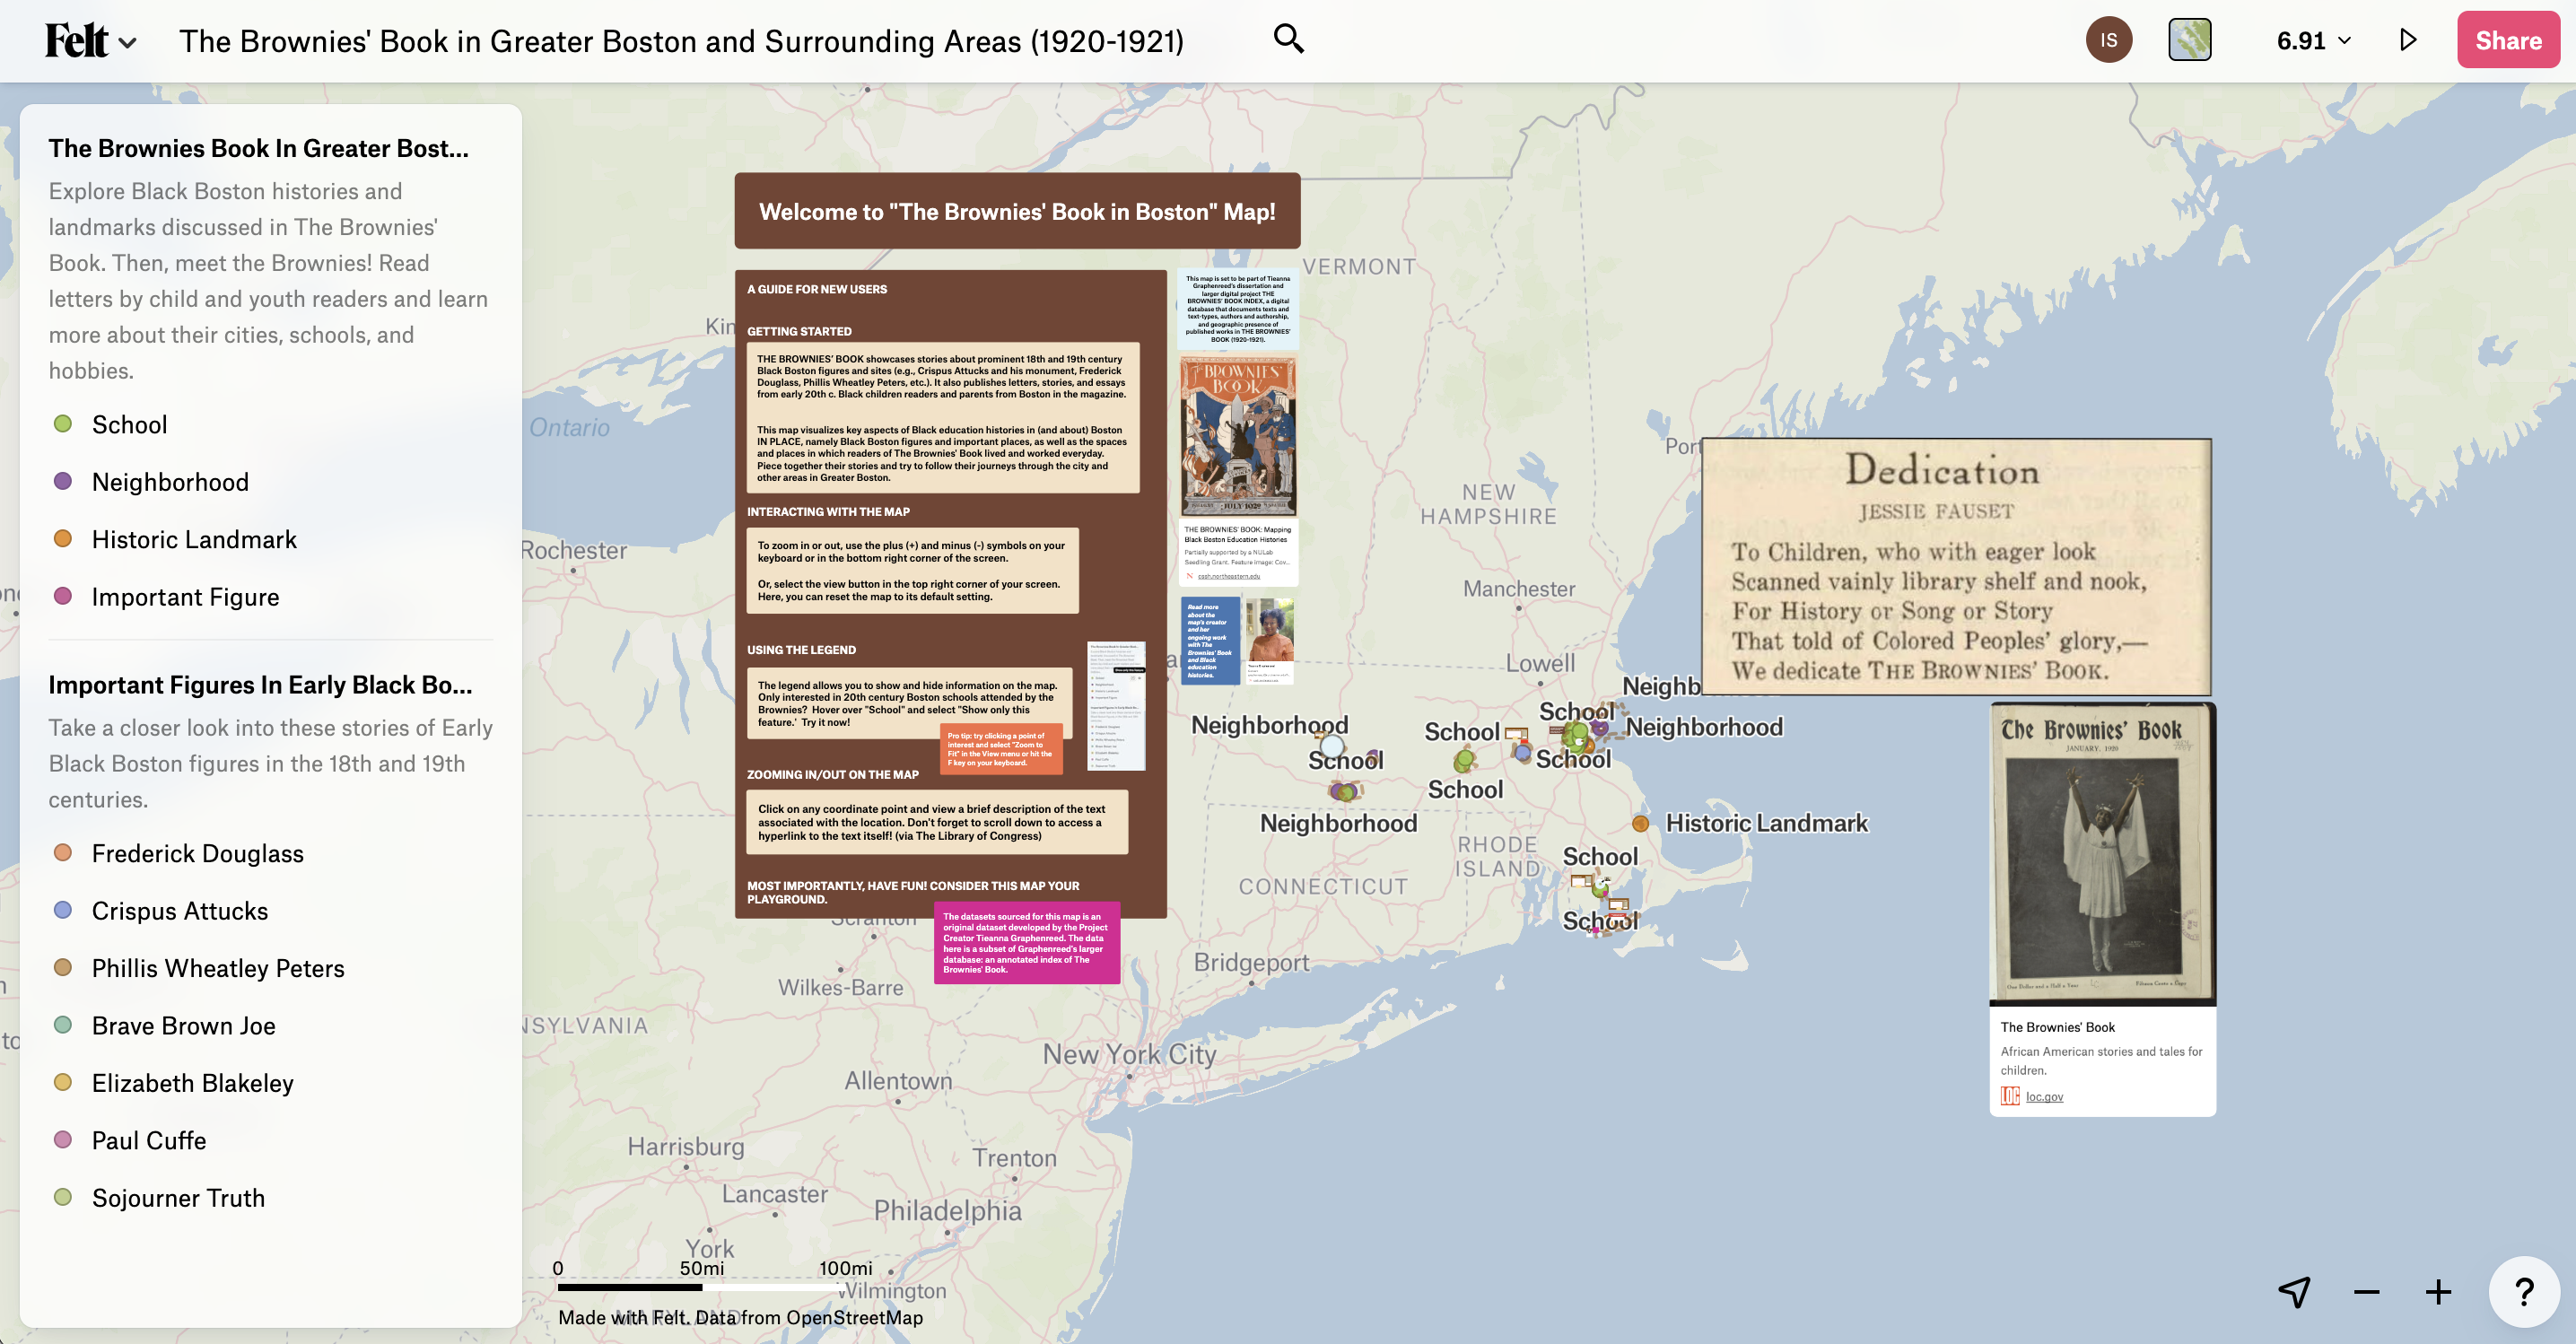 Felt
The Brownies' Book in Greater Boston and Surrounding Areas (1920-1921)
IS
6.91
Share
The Brownies Book In Greater Bost...
Explore Black Boston histories and
landmarks discussed in The Brownies'
Book. Then, meet the Brownies! Read
letters by child and youth readers and learn
more about their cities, schools, and
hobbies.
School
Neighborhood
Historic Landmark
Important Figure
Important Figures In Early Black Bo...
Take a closer look into these stories of Early
Black Boston figures in the 18th and 19th
centuries.
Frederick Douglass
Crispus Attucks
Phillis Wheatley Peters
Brave Brown Joe
Elizabeth Blakeley
Paul Cuffe
Sojourner Truth
Welcome to "The Brownies' Book in Boston" Map!
A GUIDE FOR NEW USERS
GETTING STARTED
THE BROWNIES' BOOK showcases stories about prominent 18th and 19th century
Black Boston figures and sites (e.g., Crispus Attucks and his monument, Frederick
Douglass, Phillis Wheatley Peters, etc.). It also publishes letters, stories, and essays
from early 20th c. Black children readers and parents from Boston in the magazine.
This map visualizes key aspects of Black education histories in (and about) Boston
IN PLACE, namely Black Boston figures and important places, as well as the spaces
and places in which readers of The Brownies' Book lived and worked everyday.
Piece together their stories and try to follow their journeys through the city and
other areas in Greater Boston.
INTERACTING WITH THE MAP
To zoom in or out, use the plus (+) and minus (-) symbols on your
keyboard or in the bottom right corner of the screen.
Or, select the view button in the top right corner of your screen.
Here, you can reset the map to its default setting.
USING THE LEGEND
The legend allows you to show and hide information on the map.
Only interested in 20th century Boston schools attended by the
Brownies? Hover over "School" and select "Show only this
feature.' Try it now!
Pro tip: try clicking a point of
interest and select "Zoom to
Fit" in the View menu or hit the
F key on your keyboard.
ZOOMING IN/OUT ON THE MAP
Click on any coordinate point and view a brief description of the text
associated with the location. Don't forget to scroll down to access a
hyperlink to the text itself! (via The Library of Congress)
MOST IMPORTANTLY, HAVE FUN! CONSIDER THIS MAP YOUR
PLAYGROUND.
The datasets sourced for this map is an
original dataset developed by the Project
Creator Tieanna Graphenreed. The data
here is a subset of Graphenreed's larger
database: an annotated index of The
Brownies' Book.
This map is set to be part of Tieanna
Graphenreed's dissertation and
larger digital project THE
BROWNIES' BOOK INDEX, a digital
database that documents texts and
text-types, authors and authorship,
and geographic presence of
published works in THE BROWNIES'
BOOK (1920-1921).
BROWNIES'
BOOK
JULY 1920
THE BROWNIES' BOOK: Mapping
Black Boston Education Histories
Partially supported by a NULab
Seedling Grant. Feature image: Cov...
cssh.northeastern.edu
Read more
about the
map's creator
and her
ongoing work
with The
Brownies' Book
and Black
education
histories.
Dedication
JESSIE FAUSET
To Children, who with eager look
Scanned vainly library shelf and nook,
For History or Song or Story
That told of Colored Peoples' glory,—
We dedicate THE BROWNIES' BOOK.
The Brownies' Book
JANUARY, 1920
One Dollar and a Half a Year
Fifteen Cents a Copy
The Brownies' Book
African American stories and tales for
children.
LOC
loc.gov
VERMONT
Kin
Ontario
Rochester
Port
NEW
HAMPSHIRE
Manchester
Lowell
Neighb
Neighborhood
School
School
Neighborhood
School
School
School
Neighborhood
Historic Landmark
RHODE
ISLAND
School
CONNECTICUT
School
Scranton
Bridgeport
Wilkes-Barre
NSYLVANIA
New York City
Allentown
Harrisburg
Trenton
Lancaster
Philadelphia
York
Wilmington
MARYLAND
0 50mi 100mi
Made with Felt. Data from OpenStreetMap
?